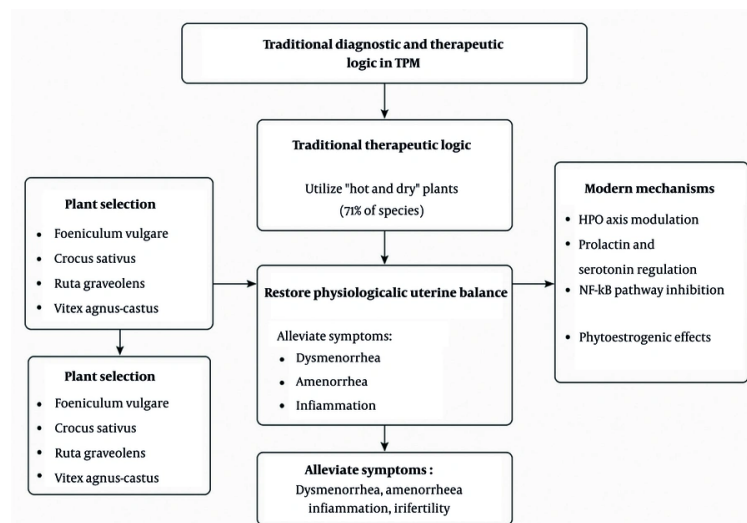 Traditional diagnostic and therapeutic
logic in TPM
Traditional therapeutic logic
Utilize "hot and dry" plants
(71% of species)
Plant selection
• Foeniculum vulgare
• Crocus sativus
• Ruta graveolens
• Vitex agnus-castus
Plant selection
• Foeniculum vulgare
• Crocus sativus
• Ruta graveolens
• Vitex agnus-castus
Restore physiologicalic uterine balance
Alleviate symptoms:
• Dysmenorrhea
• Amenorrhea
• Infiammation
Modern mechanisms
• HPO axis modulation
• Prolactin and
serotonin regulation
• NF-kB pathway inhibition
• Phytoestrogenic effects
Alleviate symptoms :
Dysmenorrhea, amenorrheea
infiammation, irifertility